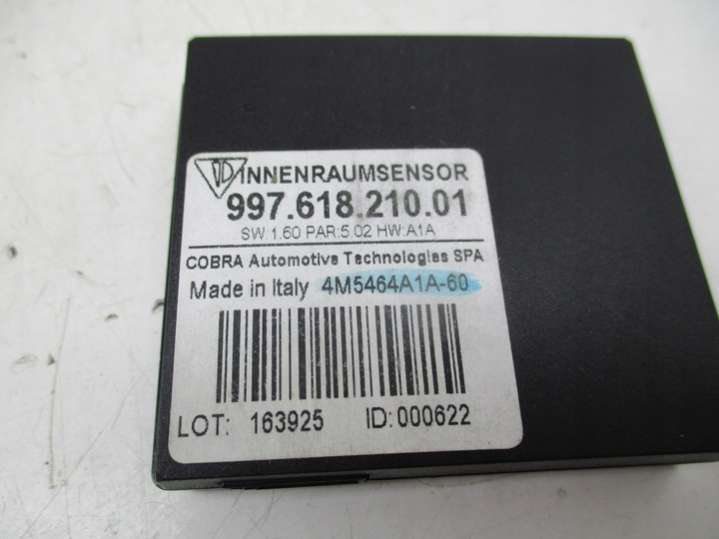 INNENRAUMSENSOR
997.618.210.01
SW:1.60 PAR:5.02 HW:A1A
COBRA Automotive Technologies SPA
Made in Italy 4M5464A1A-60
LOT: 163925 ID:000622